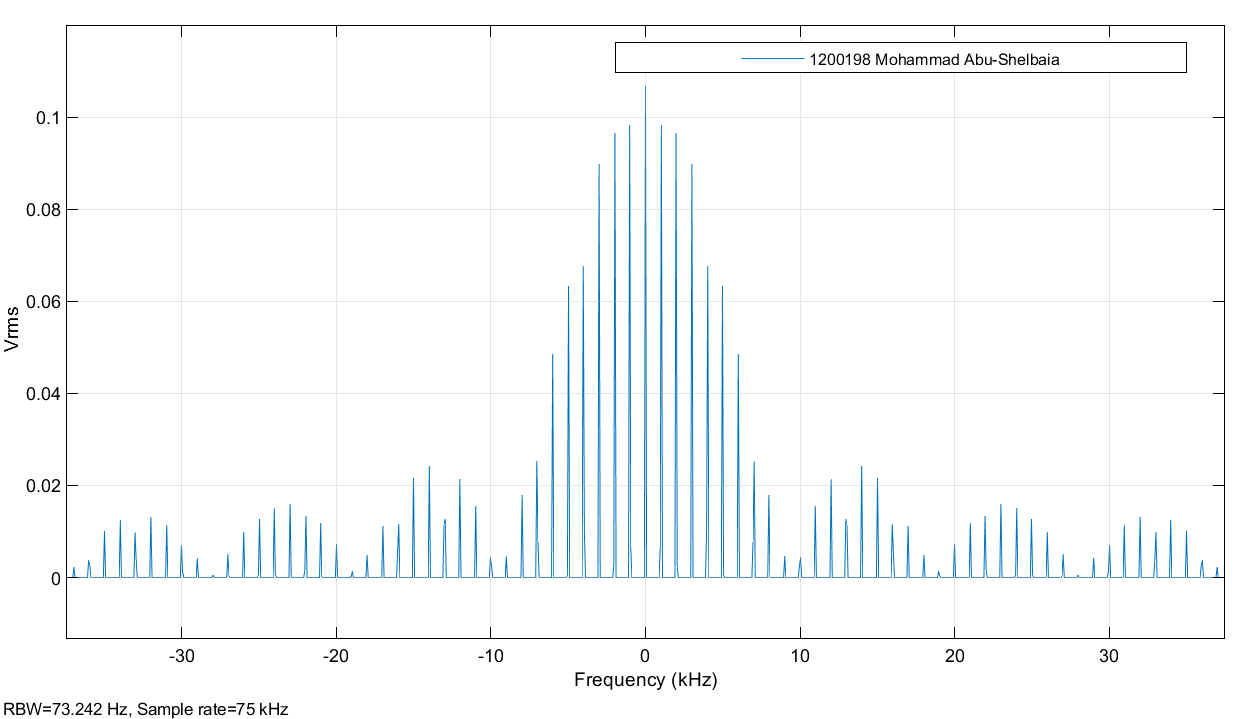 1200198 Mohammad Abu-Shelbaia
0.1
0.08
0.06
0.04
0.02
0
Vrms
-30 -20 -10 0 10 20 30
Frequency (kHz)
RBW=73.242 Hz, Sample rate=75 kHz